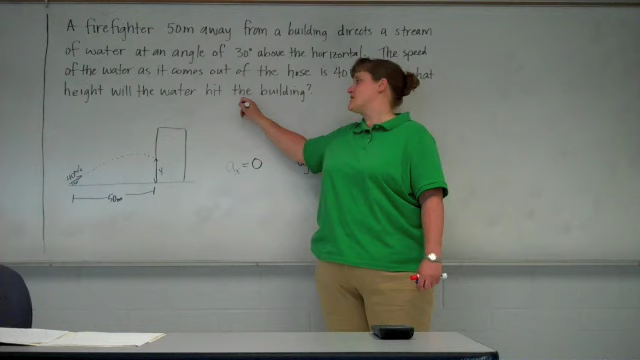 A firefighter 50m away from a building directs a stream
of water at an angle of 30° above the horizontal. The speed
of the water as it comes out of the hose is 40 hat
height will the water hit the building?
y
50m
aₓ = 0